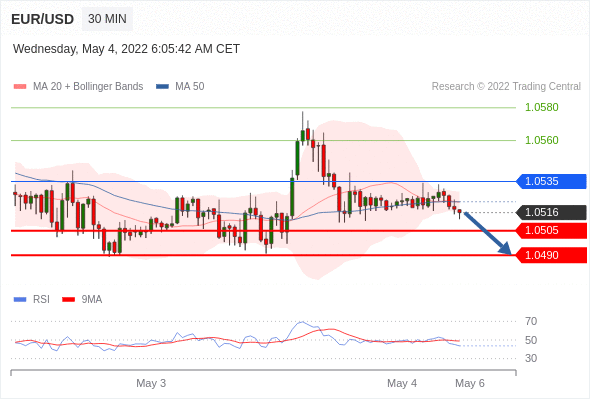 EUR/USD 30 MIN
Wednesday, May 4, 2022 6:05:42 AM CET
MA 20 + Bollinger Bands MA 50 Research © 2022 Trading Central
1.0580
1.0560
1.0535
1.0516
1.0505
1.0490
RSI 9MA
70
50
30
May 3 May 4 May 6